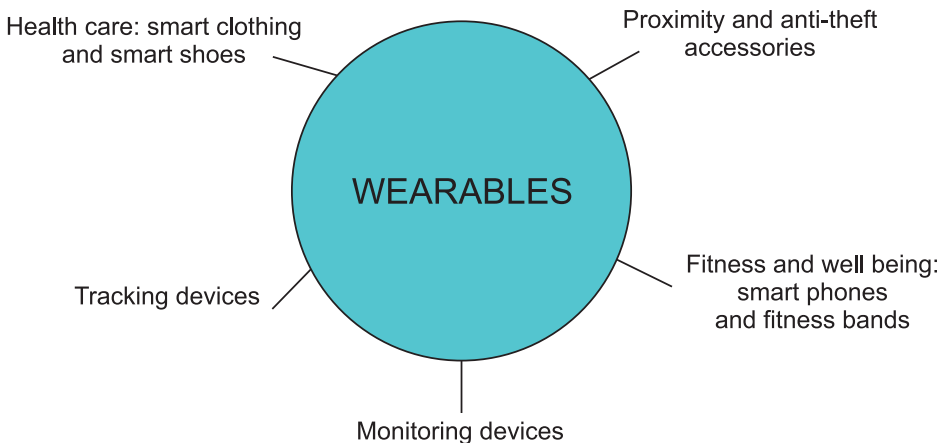 Health care: smart clothing
and smart shoes
Proximity and anti-theft
accessories
WEARABLES
Tracking devices
Fitness and well being:
smart phones
and fitness bands
Monitoring devices